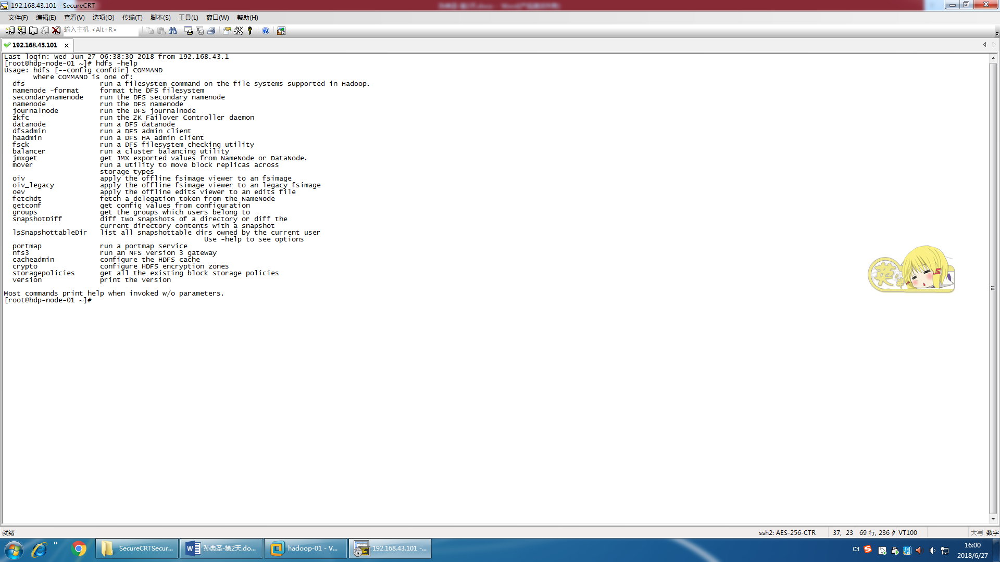 192.168.43.101 - SecureCRT
文件(F) 编辑(E) 查看(V) 选项(O) 传输(T) 脚本(S) 工具(L) 窗口(W) 帮助(H)
输入主机 <Alt+R>
192.168.43.101
Last login: Wed Jun 27 06:38:30 2018 from 192.168.43.1
[root@hdp-node-01 ~]# hdfs -help
Usage: hdfs [--config confdir] COMMAND
where COMMAND is one of:
dfs run a filesystem command on the file systems supported in Hadoop.
namenode -format format the DFS filesystem
secondarynamenode run the DFS secondary namenode
namenode run the DFS namenode
journalnode run the DFS journalnode
zkfc run the ZK Failover Controller daemon
datanode run a DFS datanode
dfsadmin run a DFS admin client
haadmin run a DFS HA admin client
fsck run a DFS filesystem checking utility
balancer run a cluster balancing utility
jmxget get JMX exported values from NameNode or DataNode.
mover run a utility to move block replicas across
storage types
oiv apply the offline fsimage viewer to an fsimage
oiv_legacy apply the offline fsimage viewer to an legacy fsimage
oev apply the offline edits viewer to an edits file
fetchdt fetch a delegation token from the NameNode
getconf get config values from configuration
groups get the groups which users belong to
snapshotDiff diff two snapshots of a directory or diff the
current directory contents with a snapshot
lsSnapshottableDir list all snapshottable dirs owned by the current user
Use -help to see options
portmap run a portmap service
nfs3 run an NFS version 3 gateway
cacheadmin configure the HDFS cache
crypto configure HDFS encryption zones
storagepolicies get all the existing block storage policies
version print the version
Most commands print help when invoked w/o parameters.
[root@hdp-node-01 ~]#
英
就绪 ssh2: AES-256-CTR 37, 23 69 行, 236 列 VT100 大写 数字
SecureCRTSecur... 孙典圣-第2天.do... hadoop-01 - V... 192.168.43.101 -... CH 16:00
2018/6/27